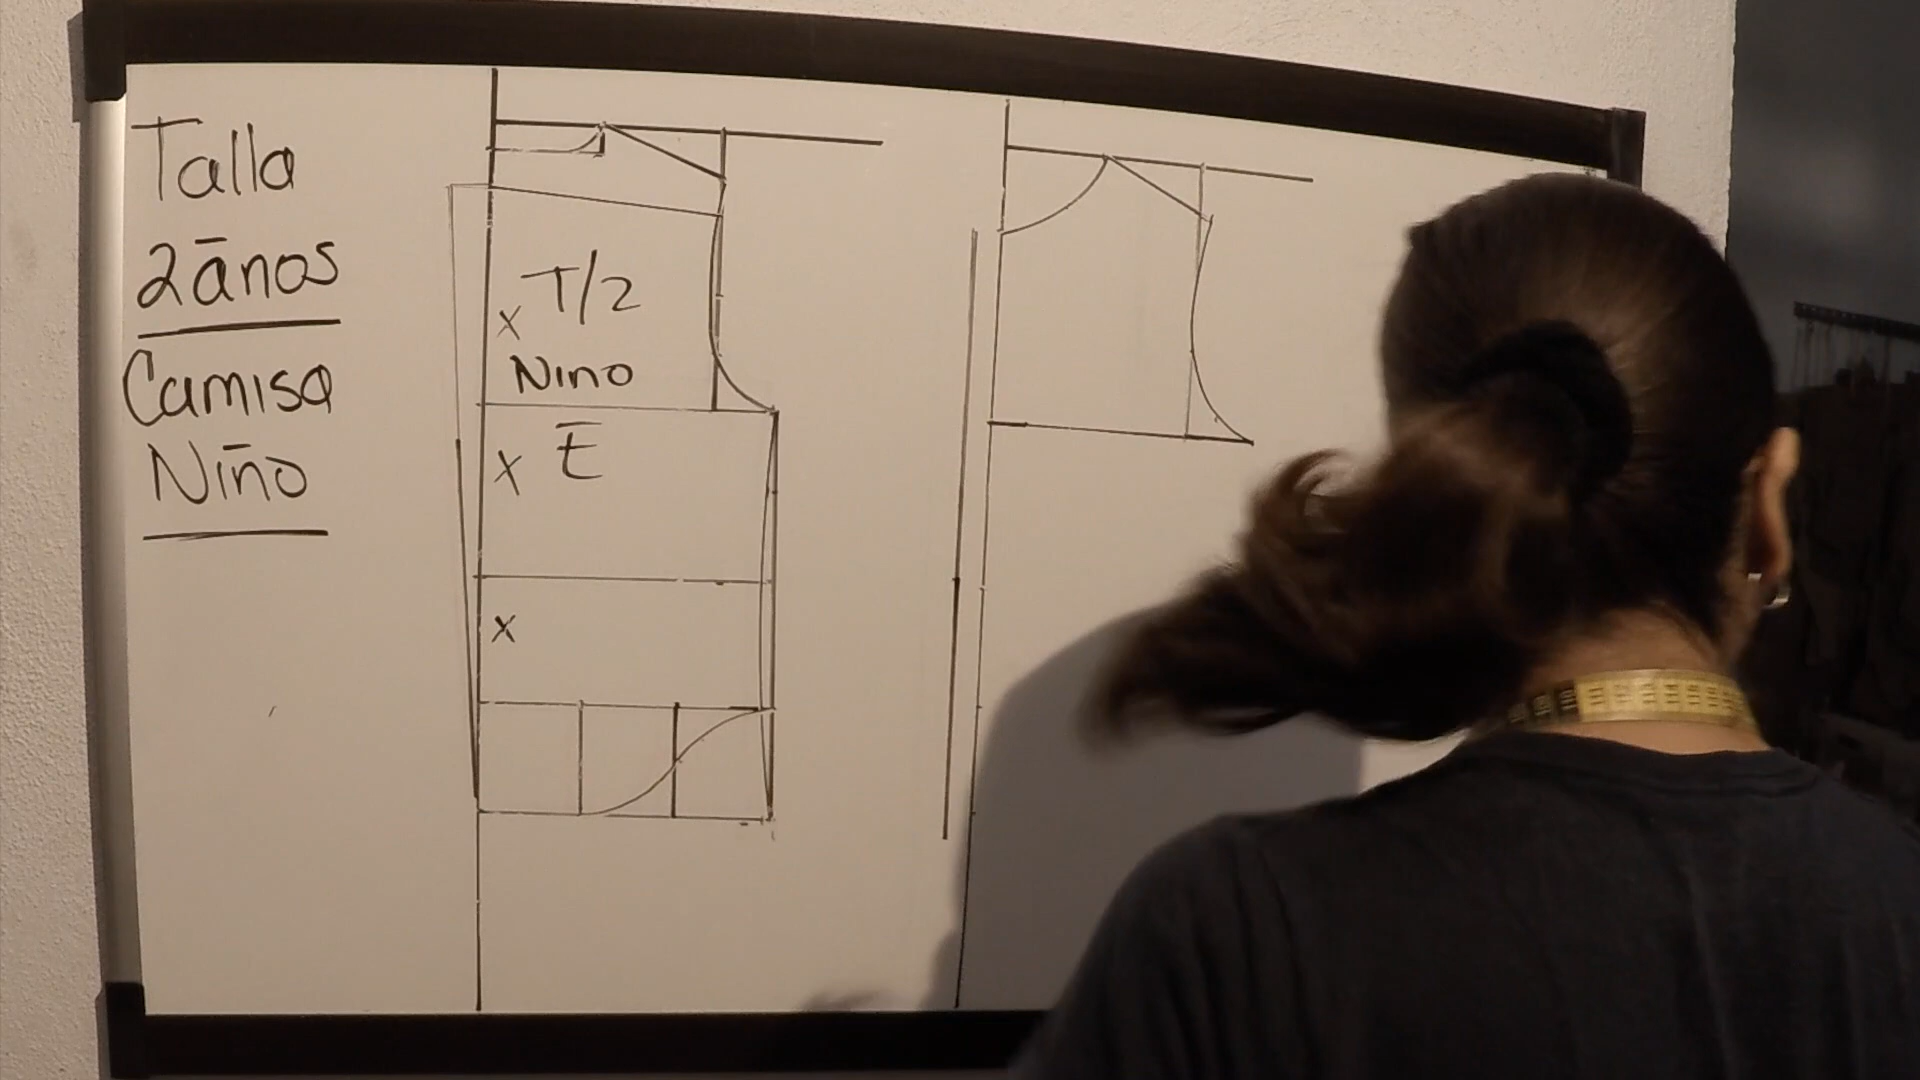 Talla
2 años
Camisa
Niño
x T/2
Nino
x E
x